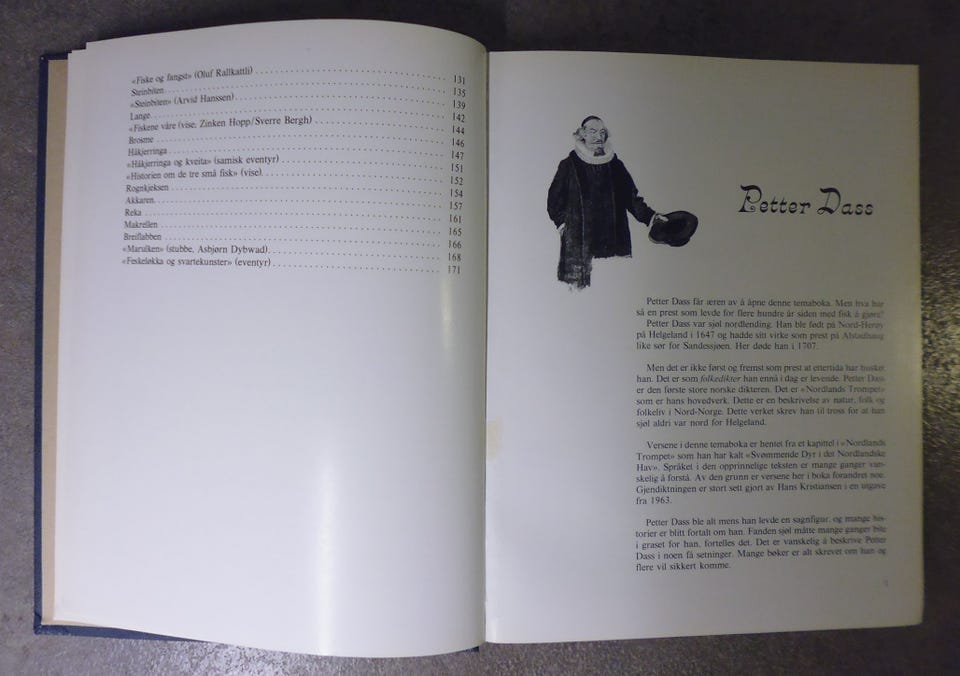 «Fiske og fangst» (Oluf Rallkattli) 131
Steinbiten 135
«Steinbiten» (Arvid Hanssen) 139
Lange 142
«Fiskene våre (vise, Zinken Hopp/Sverre Bergh) 144
Brosme 146
Håkjerringa 147
«Håkjerringa og kveita» (samisk eventyr) 151
«Historien om de tre små fisk» (vise). 152
Rognkjeksen 154
Akkaren 157
Reka 161
Makrellen 165
Breiflabben 166
«Marulken» (stubbe, Asbjørn Dybwad) 168
«Feskeløkka og svartekunster» (eventyr) 171
Petter Dass
Petter Dass får æren av å åpne denne temaboka. Men hva har
så en prest som levde for flere hundre år siden med fisk å gjøre?
Petter Dass var sjøl nordlending. Han ble født på Nord-Herøy
på Helgeland i 1647 og hadde sitt virke som prest på Alstadhaug
like sør for Sandessjøen. Her døde han i 1707.
Men det er ikke først og fremst som prest at ettertida har husket
han. Det er som folkedikter han ennå i dag er levende. Petter Dass
er den første store norske dikteren. Det er «Nordlands Trompet»
som er hans hovedverk. Dette er en beskrivelse av natur, folk og
folkeliv i Nord-Norge. Dette verket skrev han til tross for at han
sjøl aldri var nord for Helgeland.
Versene i denne temaboka er hentet fra et kapittel i «Nordlands
Trompet» som han har kalt «Svømmende Dyr i det Nordlandske
Hav». Språket i den opprinnelige teksten er mange ganger van-
skelig å forstå. Av den grunn er versene her i boka forandret noe.
Gjendiktningen er stort sett gjort av Hans Kristiansen i en utgave
fra 1963.
Petter Dass ble alt mens han levde en sagnfigur, og mange his-
torier er blitt fortalt om han. Fanden sjøl måtte mange ganger bite
i graset for han, fortelles det. Det er vanskelig å beskrive Petter
Dass i noen få setninger. Mange bøker er alt skrevet om han og
flere vil sikkert komme.